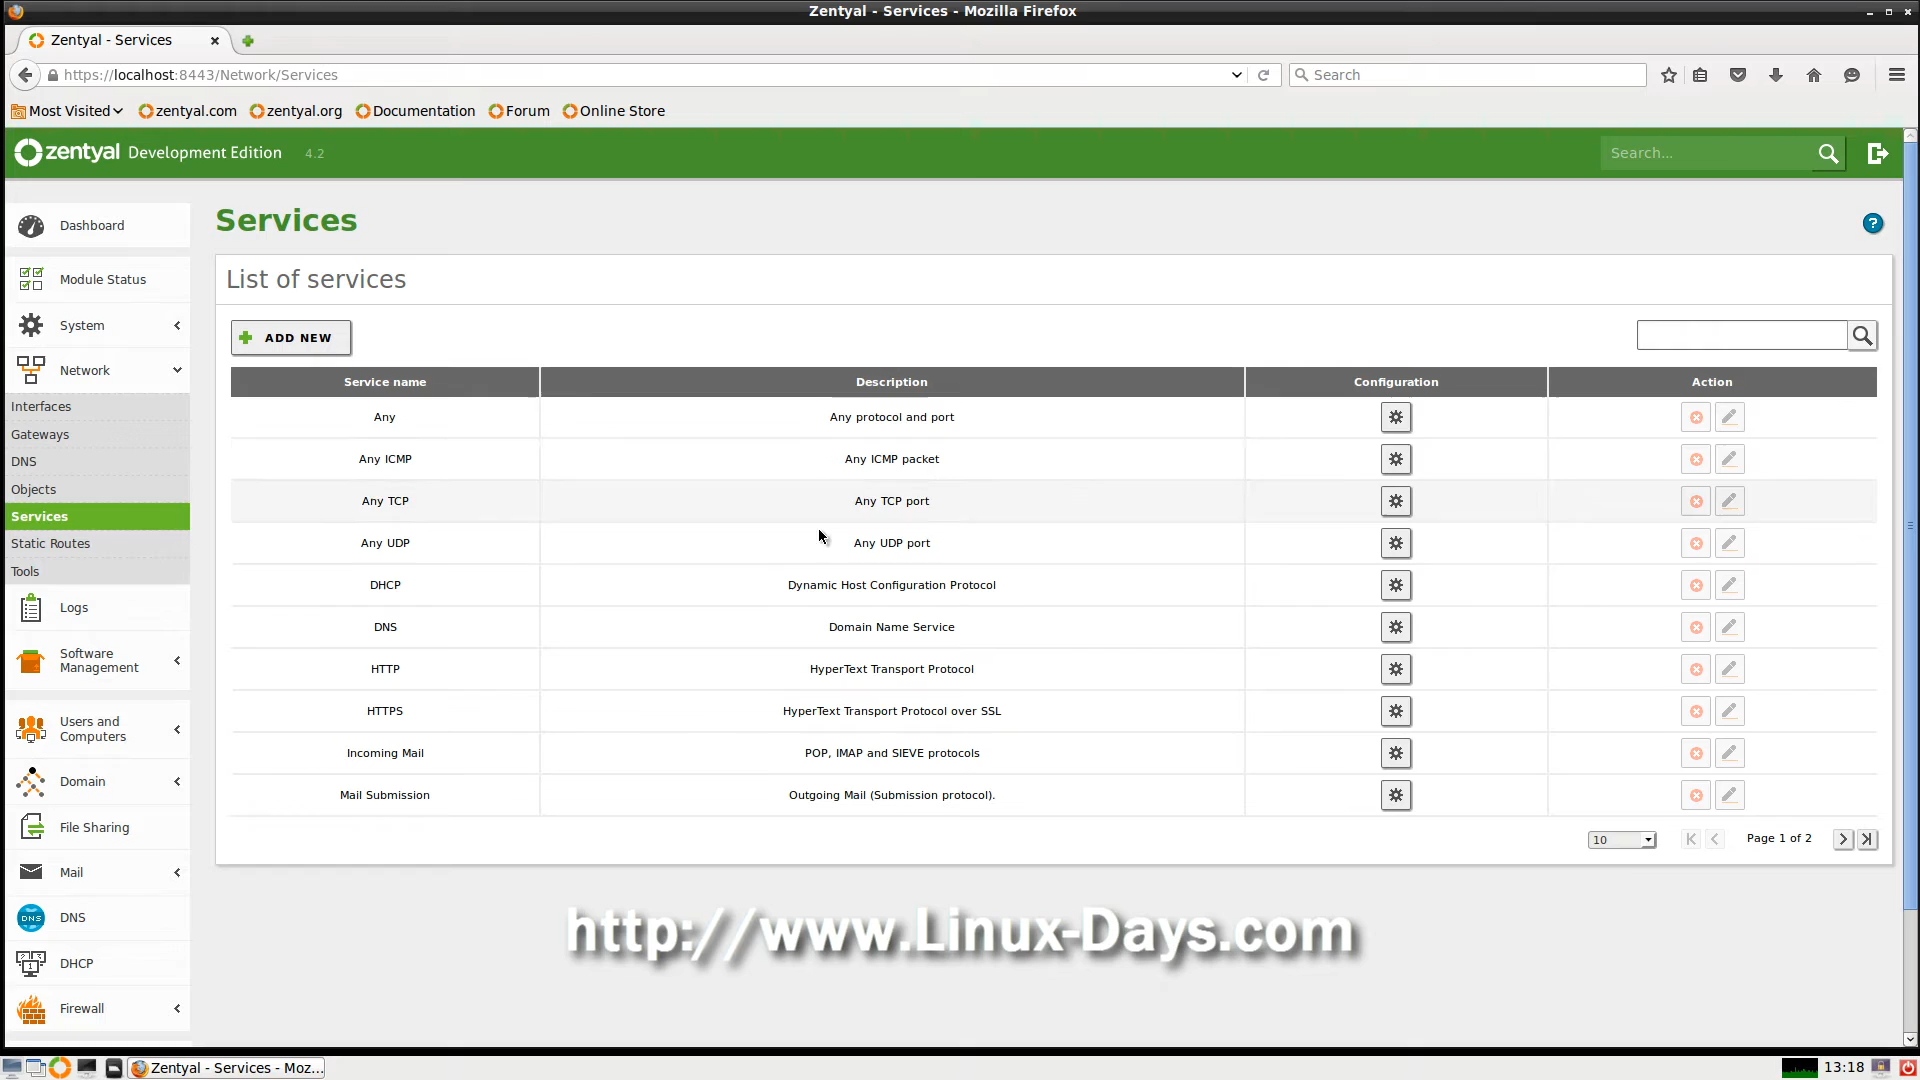 Zentyal - Services - Mozilla Firefox
Zentyal - Services
https://localhost:8443/Network/Services
Search
Most Visited
zentyal.com
zentyal.org
Documentation
Forum
Online Store
zentyal Development Edition 4.2
Search...
Dashboard
Module Status
System
Network
Interfaces
Gateways
DNS
Objects
Services
Static Routes
Tools
Logs
Software
Management
Users and
Computers
Domain
File Sharing
Mail
DNS
DNS
DHCP
Firewall
Services
?
List of services
ADD NEW
Service name Description Configuration Action
Any Any protocol and port
Any ICMP Any ICMP packet
Any TCP Any TCP port
Any UDP Any UDP port
DHCP Dynamic Host Configuration Protocol
DNS Domain Name Service
HTTP HyperText Transport Protocol
HTTPS HyperText Transport Protocol over SSL
Incoming Mail POP, IMAP and SIEVE protocols
Mail Submission Outgoing Mail (Submission protocol).
10 Page 1 of 2
http://www.Linux-Days.com
Zentyal - Services - Moz...
13:18